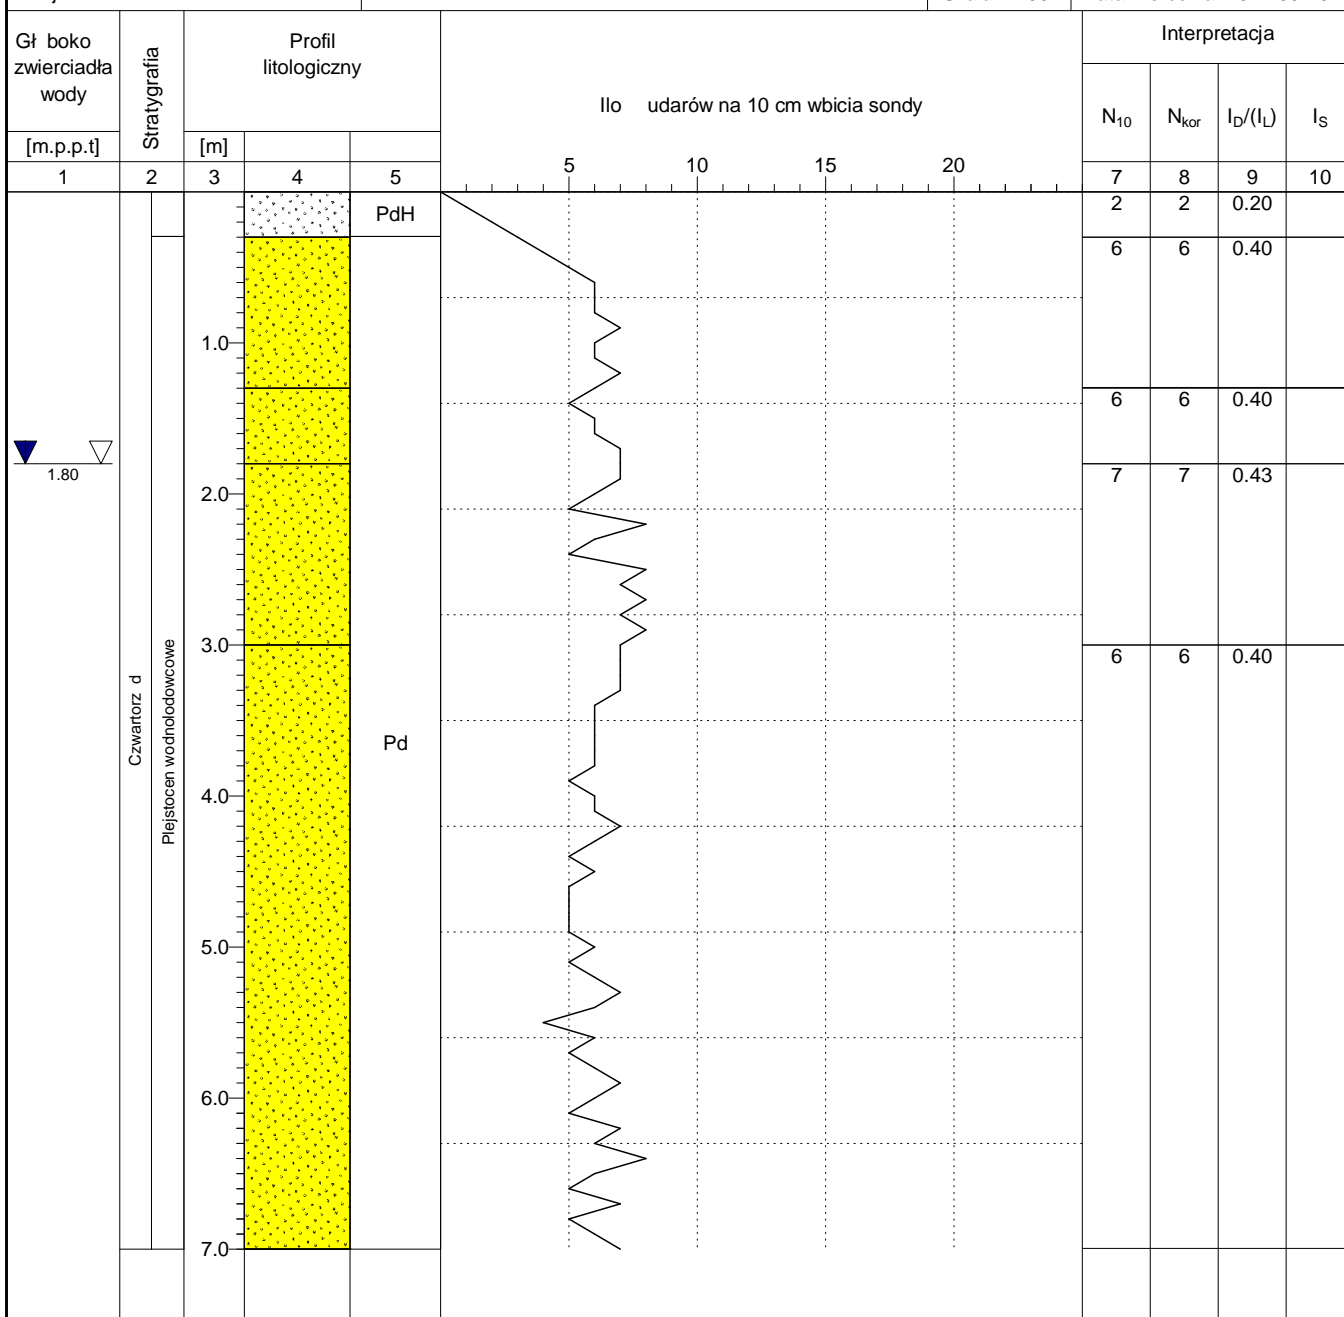 Gł boko
zwierciadła
wody
[m.p.p.t]
Stratygrafia
Profil
litologiczny
[m]
Ilo udarów na 10 cm wbicia sondy
Interpretacja
N10 Nkor ID/(IL) IS
5 10 15 20
1 2 3 4 5 7 8 9 10
PdH 2 2 0.20
6 6 0.40
1.0
6 6 0.40
1.80
7 7 0.43
2.0
3.0
6 6 0.40
Czwartorz d
Plejstocen wodnolodowcowe
Pd
4.0
5.0
6.0
7.0